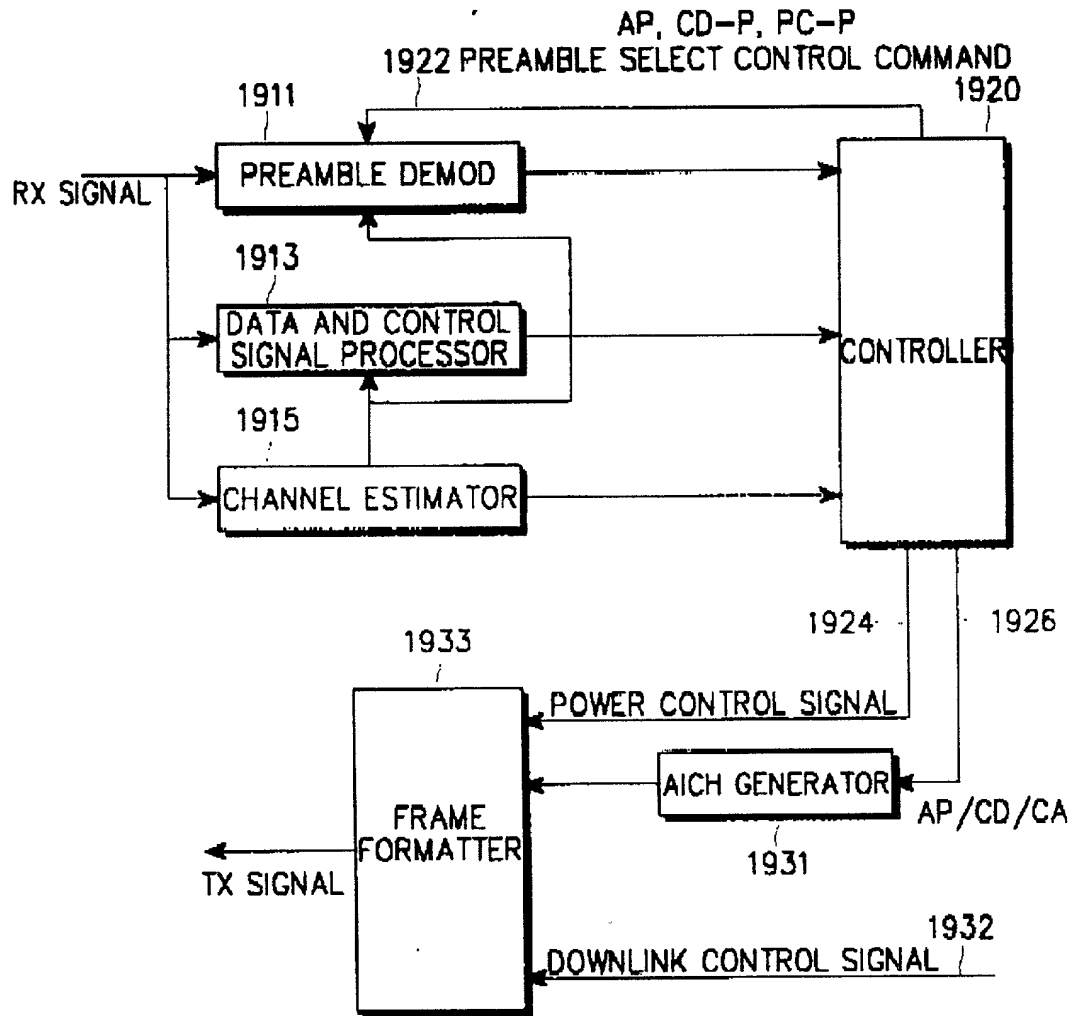 AP, CD-P, PC-P
1922 PREAMBLE SELECT CONTROL COMMAND
1920
1911
PREAMBLE DEMOD
RX SIGNAL
1913
DATA AND CONTROL
SIGNAL PROCESSOR
CONTROLLER
1915
CHANNEL ESTIMATOR
1924
1926
1933
POWER CONTROL SIGNAL
AICH GENERATOR
AP/CD/CA
FRAME
FORMATTER
1931
TX SIGNAL
1932
DOWNLINK CONTROL SIGNAL